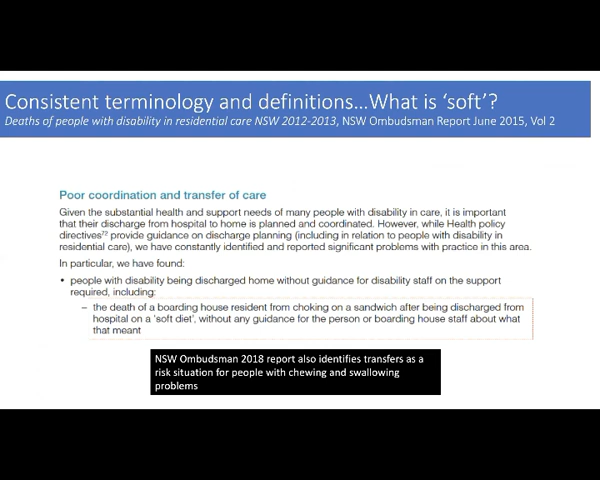 Consistent terminology and definitions...What is ‘soft’?
Deaths of people with disability in residential care NSW 2012-2013, NSW Ombudsman Report June 2015, Vol 2
Poor coordination and transfer of care
Given the substantial health and support needs of many people with disability in care, it is important
that their discharge from hospital to home is planned and coordinated. However, while Health policy
directives⁷² provide guidance on discharge planning (including in relation to people with disability in
residential care), we have constantly identified and reported significant problems with practice in this area.
In particular, we have found:
• people with disability being discharged home without guidance for disability staff on the support
required, including:
– the death of a boarding house resident from choking on a sandwich after being discharged from
hospital on a ‘soft diet’, without any guidance for the person or boarding house staff about what
that meant
NSW Ombudsman 2018 report also identifies transfers as a
risk situation for people with chewing and swallowing
problems